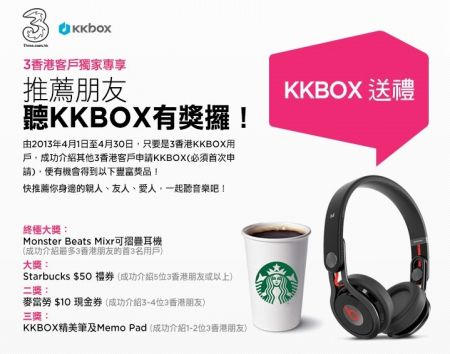 3
Three.com.hk
KKBOX
3香港客戶獨家專享
推薦朋友
聽KKBOX有獎攞！
由2013年4月1日至4月30日，只要是3香港KKBOX用
戶，成功介紹其他3香港客戶申請KKBOX(必須首次申
請)，便有機會得到以下豐富獎品！
快推薦你身邊的親人、友人、愛人，一起聽音樂吧！
KKBOX 送禮
終極大獎：
Monster Beats Mixr可摺疊耳機
(成功介紹最多3香港朋友的首3名用戶)
大獎：
Starbucks $50 禮券 (成功介紹5位3香港朋友或以上)
二獎：
麥當勞 $10 現金券 (成功介紹3-4位3香港朋友)
三獎：
KKBOX精美筆及Memo Pad (成功介紹1-2位3香港朋友)